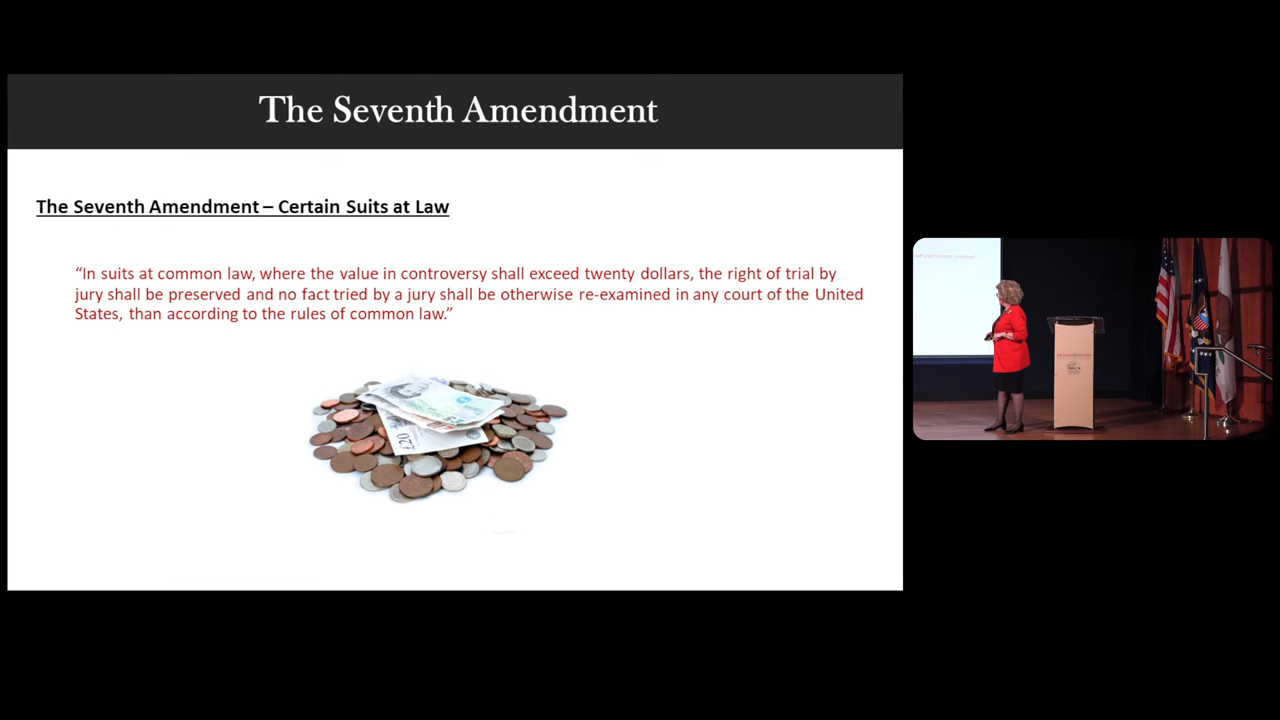 The Seventh Amendment
The Seventh Amendment – Certain Suits at Law
“In suits at common law, where the value in controversy shall exceed twenty dollars, the right of trial by
jury shall be preserved and no fact tried by a jury shall be otherwise re-examined in any court of the United
States, than according to the rules of common law.”
£20